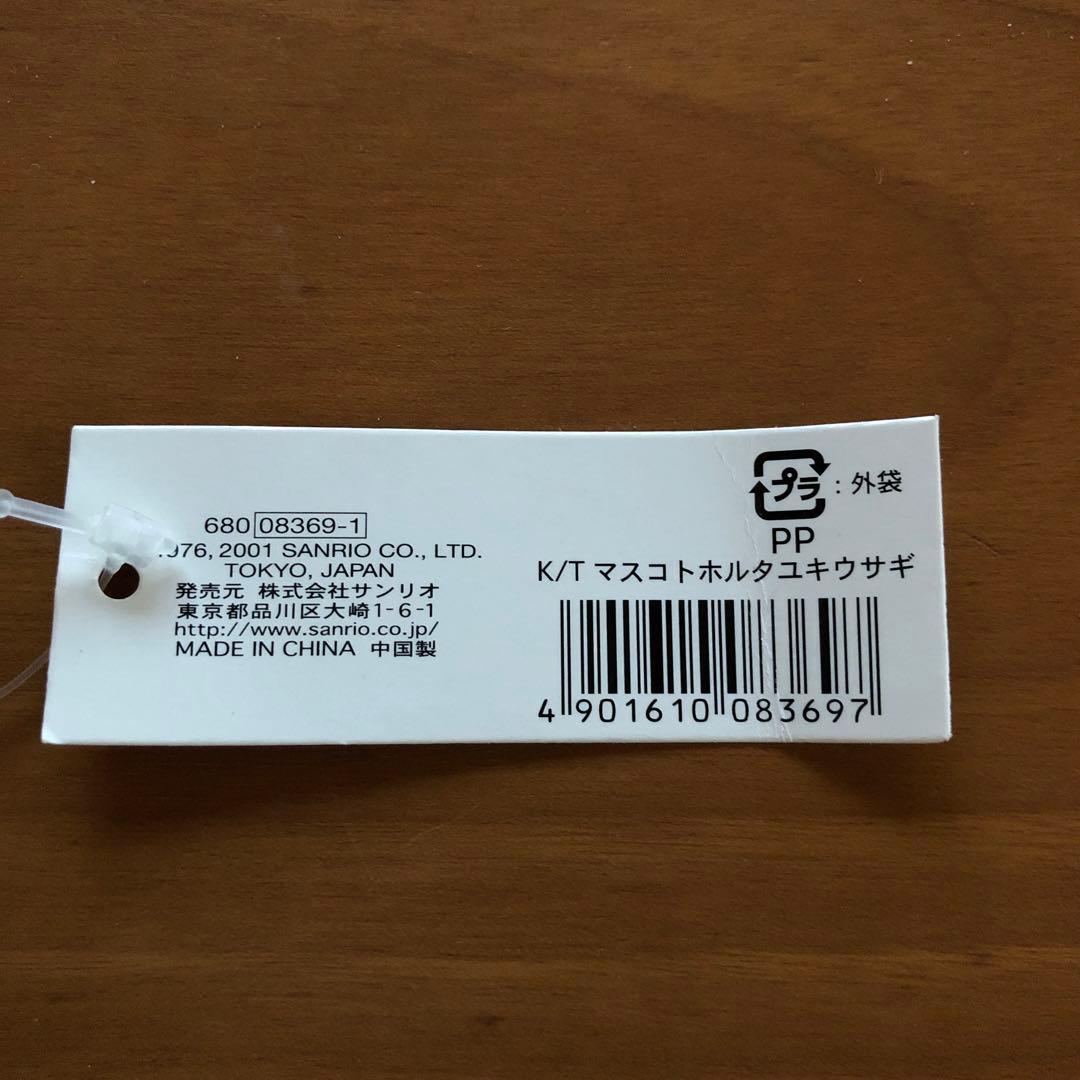 680 08369-1
976, 2001 SANRIO CO., LTD.
TOKYO, JAPAN
発売元 株式会社サンリオ
東京都品川区大崎1-6-1
http://www.sanrio.co.jp/
MADE IN CHINA 中国製
プラ : 外袋
PP
K/T マスコトホルタユキウサギ
4 901610 083697